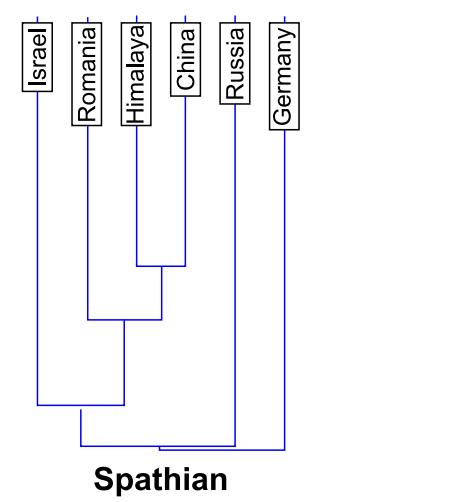 Israel
Romania
Himalaya
China
Russia
Germany
Spathian